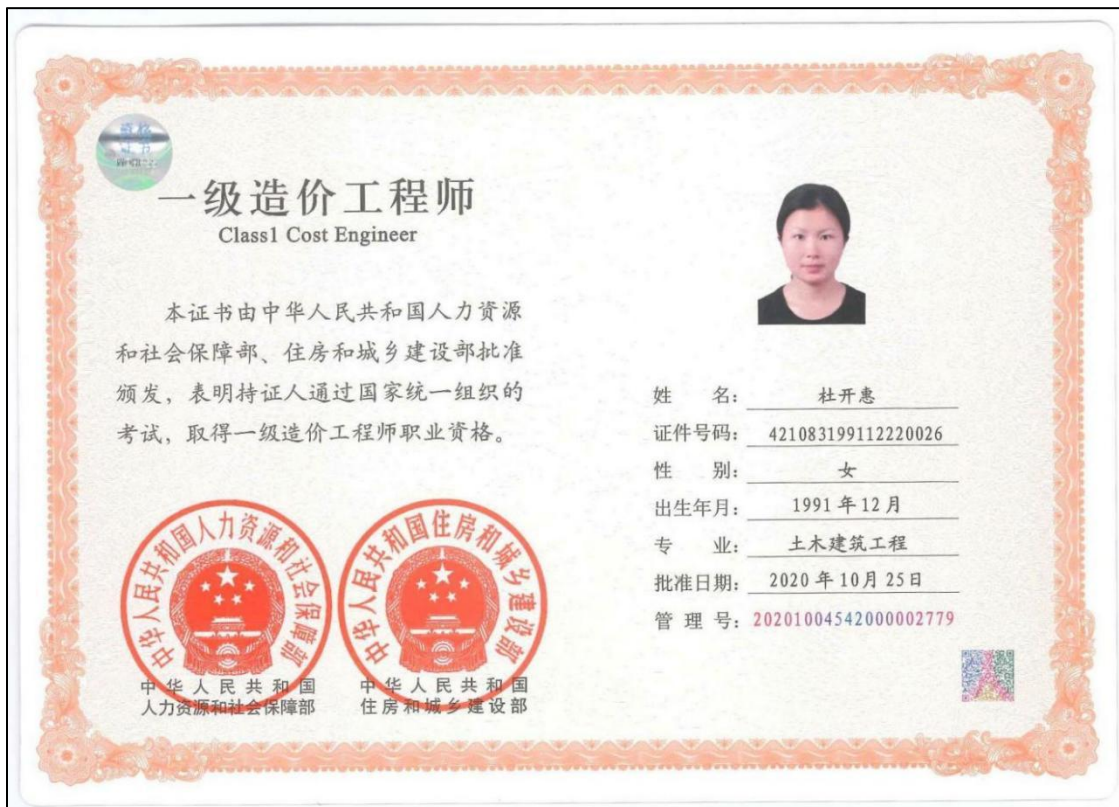 一级造价工程师
Class1 Cost Engineer
本证书由中华人民共和国人力资源
和社会保障部、住房和城乡建设部批准
颁发，表明持证人通过国家统一组织的
考试，取得一级造价工程师职业资格。
中华人民共和国人力资源和社会保障部
中华人民共和国
人力资源和社会保障部
中华人民共和国住房和城乡建设部
中华人民共和国
住房和城乡建设部
姓 名： 杜开惠
证件号码： 421083199112220026
性 别： 女
出生年月： 1991年12月
专 业： 土木建筑工程
批准日期： 2020年10月25日
管 理 号：20201004542000002779